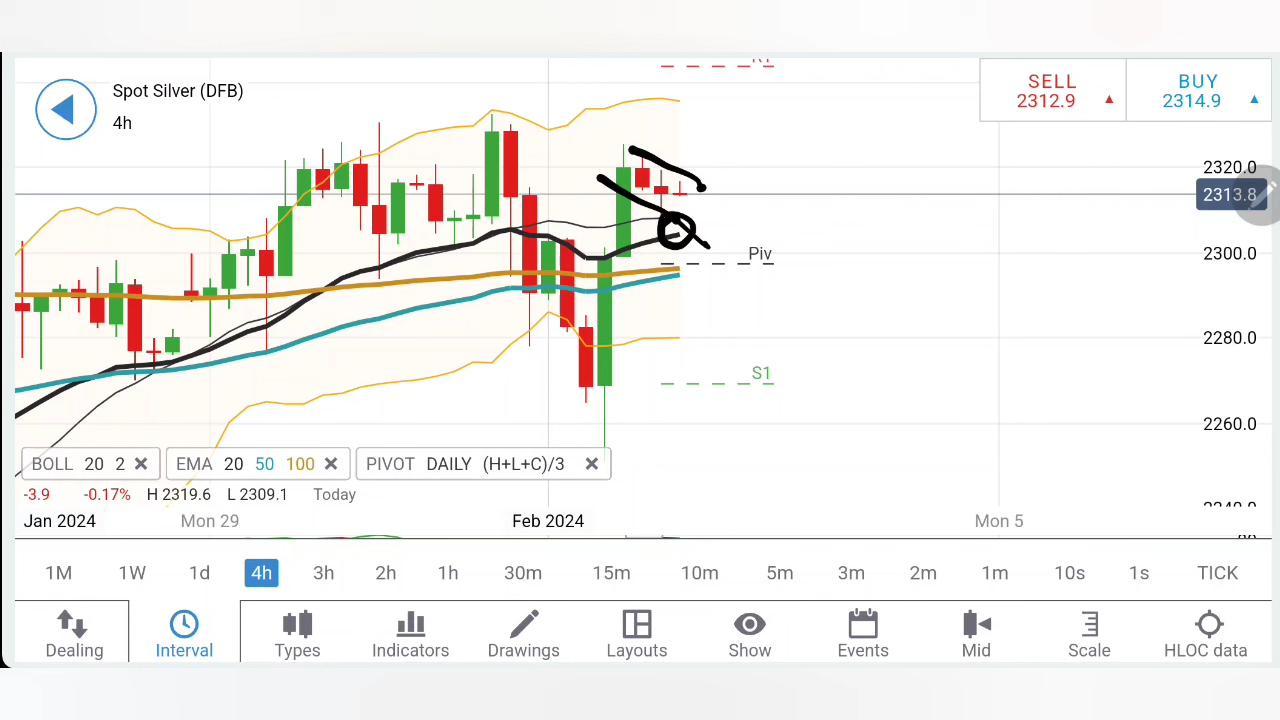 R1
Spot Silver (DFB)
4h
SELL
2312.9
BUY
2314.9
2320.0
2313.8
2300.0
2280.0
2260.0
2240.0
Piv
S1
BOLL 20 2 EMA 20 50 100 PIVOT DAILY (H+L+C)/3
-3.9 -0.17% H 2319.6 L 2309.1 Today
Jan 2024 Mon 29 Feb 2024 Mon 5
1M 1W 1d 4h 3h 2h 1h 30m 15m 10m 5m 3m 2m 1m 10s 1s TICK
Dealing Interval Types Indicators Drawings Layouts Show Events Mid Scale HLOC data